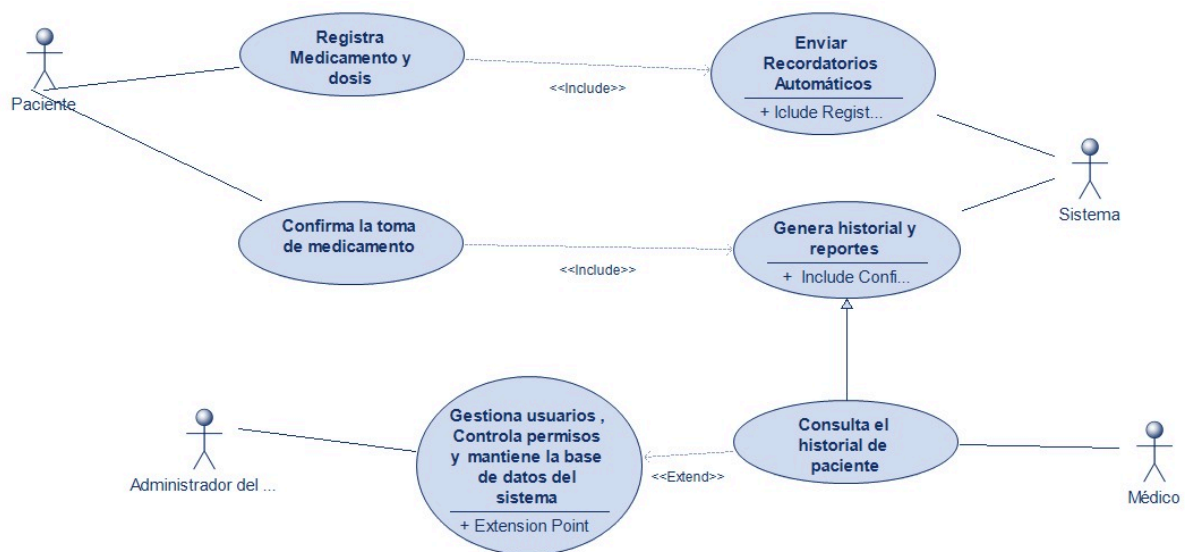 Registra
Medicamento y
dosis
Enviar
Recordatorios
Automáticos
+ Iclude Regist...
<<Include>>
Paciente
Sistema
Confirma la toma
de medicamento
Genera historial y
reportes
+ Include Confi...
<<Include>>
Gestiona usuarios ,
Controla permisos
y mantiene la base
de datos del
sistema
+ Extension Point
Consulta el
historial de
paciente
<<Extend>>
Administrador del ...
Médico